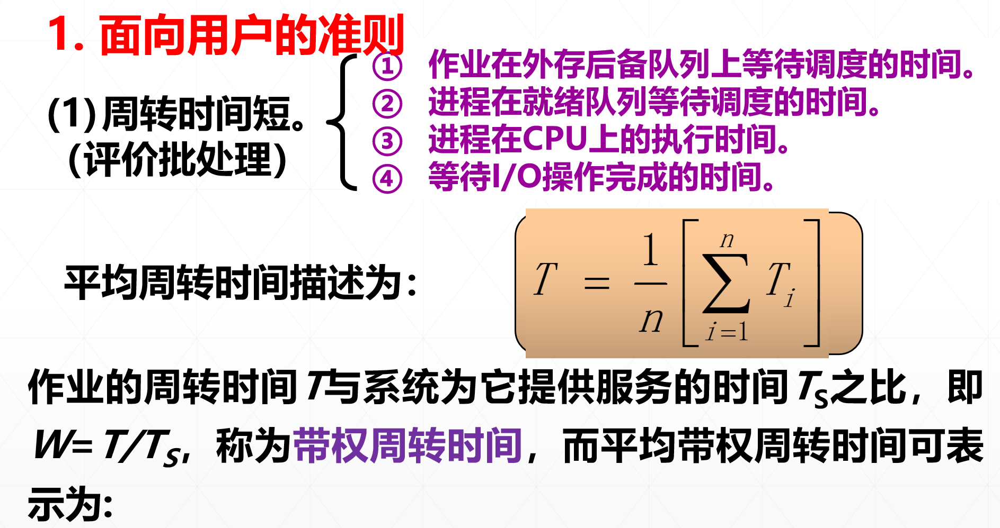 1. 面向用户的准则
(1) 周转时间短。
（评价批处理）
① 作业在外存后备队列上等待调度的时间。
② 进程在就绪队列等待调度的时间。
③ 进程在CPU上的执行时间。
④ 等待I/O操作完成的时间。
平均周转时间描述为：
T = \frac{1}{n} \left[ \sum_{i=1}^{n} T_i \right]
作业的周转时间T与系统为它提供服务的时间T_S之比，即
W= T/T_S，称为带权周转时间，而平均带权周转时间可表
示为: